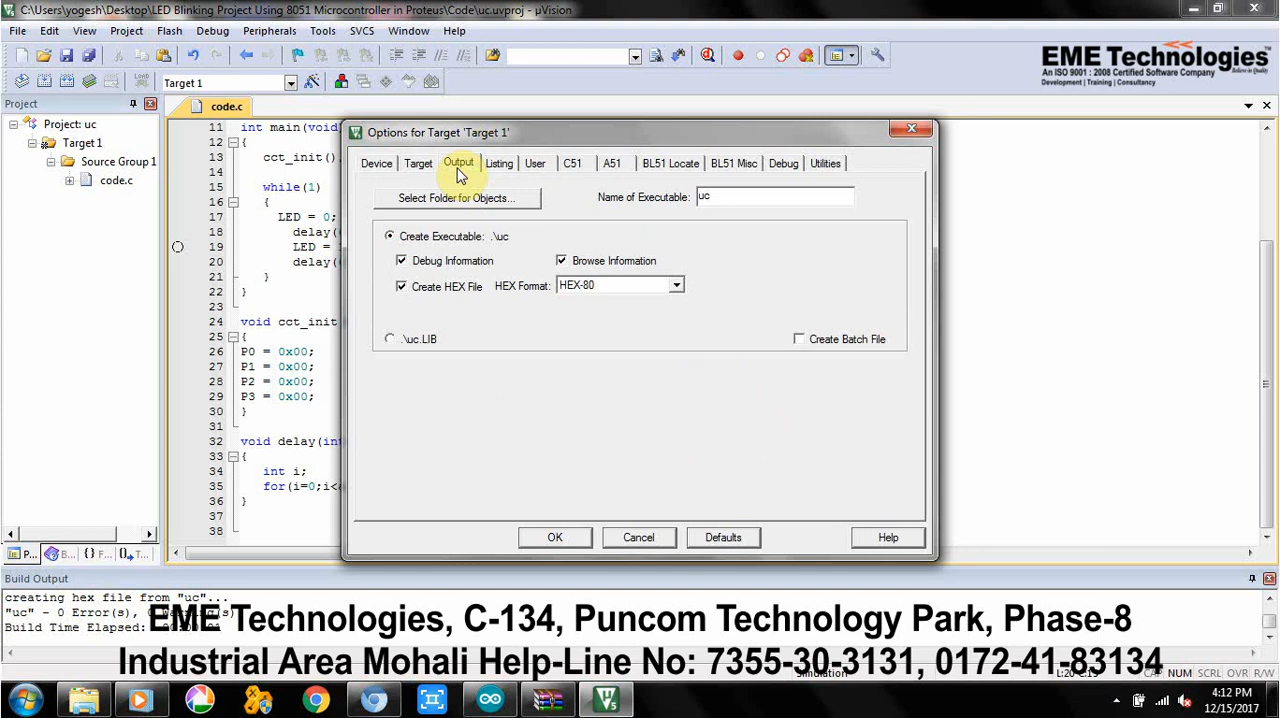 C:\Users\yogesh\Desktop\LED Blinking Project Using 8051 Microcontroller in Proteus\Code\uc.uvproj - µVision
File Edit View Project Flash Debug Peripherals Tools SVCS Window Help
EME Technologies
An ISO 9001 : 2008 Certified Software Company Believe in Quality
Development | Training | Consultancy
LOAD Target 1
Project
code.c
Project: uc
Target 1
Source Group 1
code.c
11 int main(void
12 {
13 cct_init()
14
15 while(1)
16 {
17 LED = 0;
18 delay(
19 LED =
20 delay(
21 }
22 }
23
24 void cct_init
25 {
26 P0 = 0x00;
27 P1 = 0x00;
28 P2 = 0x00;
29 P3 = 0x00;
30 }
31
32 void delay(int
33 {
34 int i;
35 for(i=0;i<
36 }
37
38
Options for Target 'Target 1'
Device Target Output Listing User C51 A51 BL51 Locate BL51 Misc Debug Utilities
Select Folder for Objects... Name of Executable: uc
Create Executable: .\uc
Debug Information Browse Information
Create HEX File HEX Format: HEX-80
.\uc.LIB Create Batch File
OK Cancel Defaults Help
P... B... {} F... T...
Build Output
creating hex file from "uc"...
"uc" - 0 Error(s), 0 Warning(s)
Build Time Elapsed:
EME Technologies, C-134, Puncom Technology Park, Phase-8
Industrial Area Mohali Help-Line No: 7355-30-3131, 0172-41-83134
Simulation CAP NUM SCRL OVR R/W
4:12 PM
12/15/2017